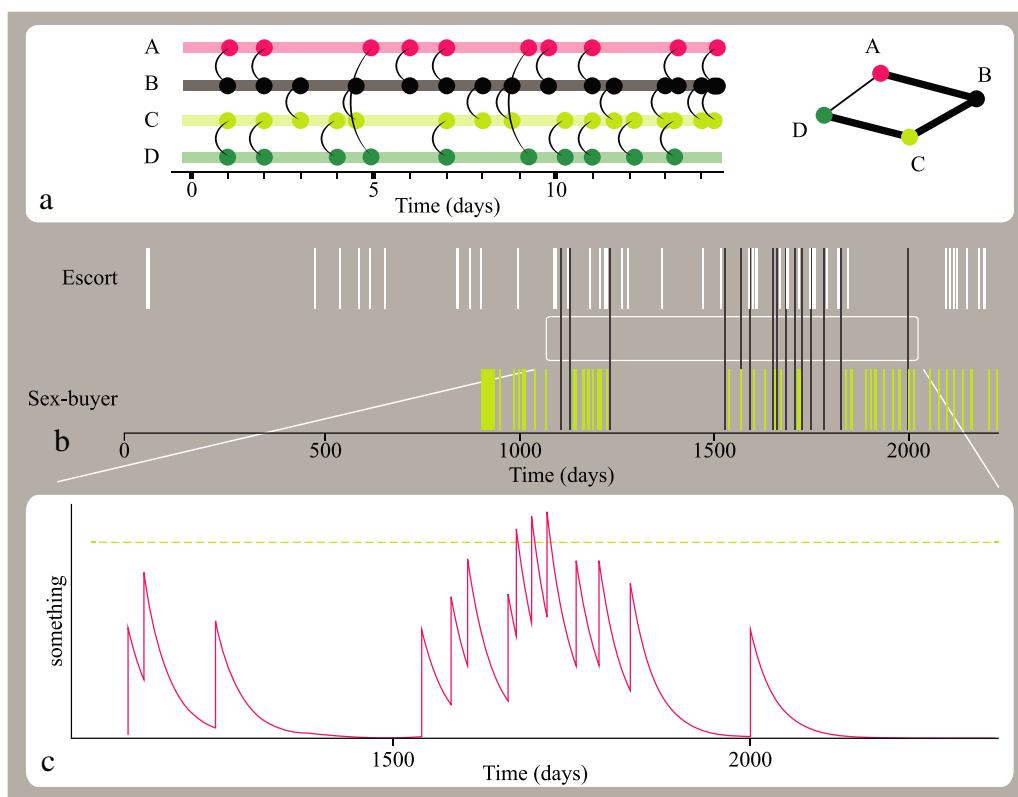 A
B
C
D
0 5 10
Time (days)
a
A
B
C
D
Escort
Sex-buyer
b
0 500 1000 1500 2000
Time (days)
something
1500 2000
Time (days)
c